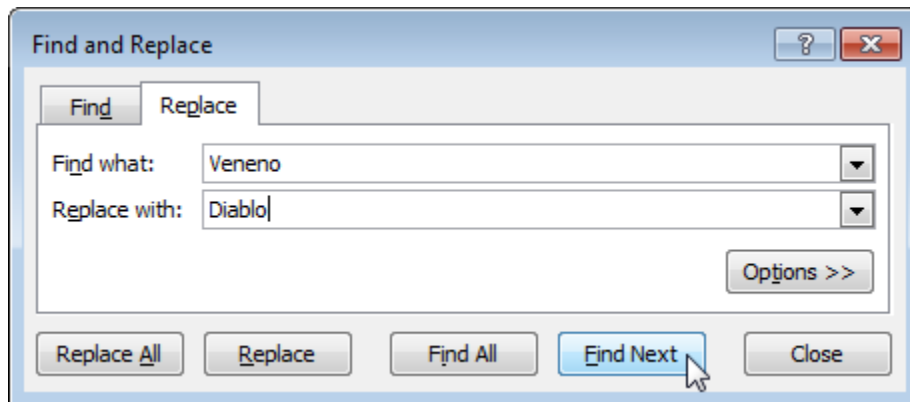 Find and Replace
Find Replace
Find what: Veneno
Replace with: Diablo
Options >>
Replace All Replace Find All Find Next Close